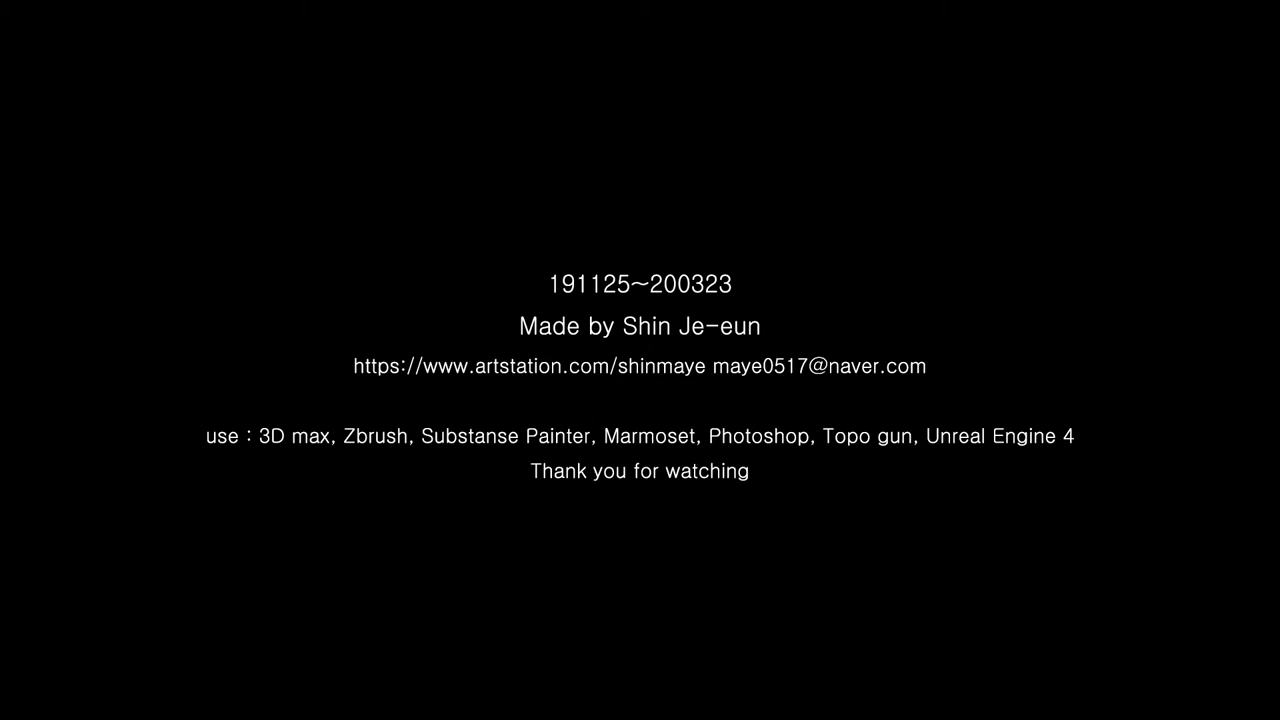 191125~200323
Made by Shin Je-eun
https://www.artstation.com/shinmaye maye0517@naver.com
use : 3D max, Zbrush, Substanse Painter, Marmoset, Photoshop, Topo gun, Unreal Engine 4
Thank you for watching